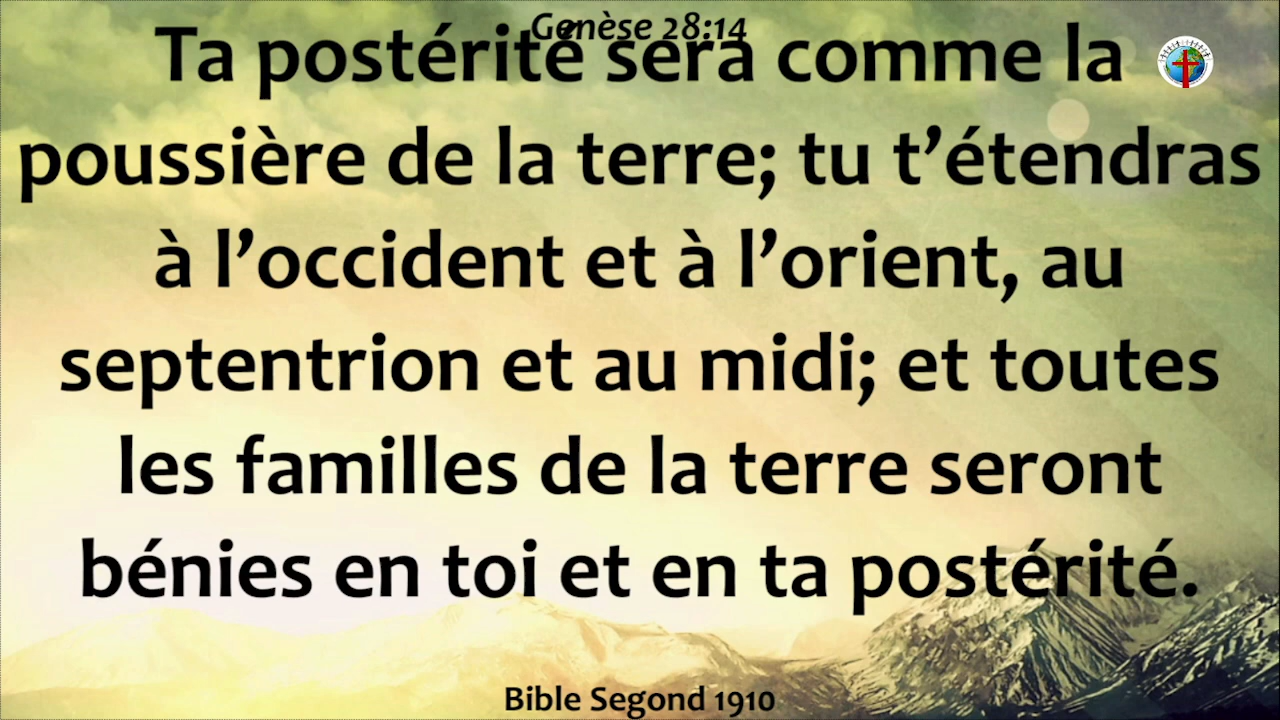 Genèse 28:14
Ta postérité sera comme la
poussière de la terre; tu t’étendras
à l’occident et à l’orient, au
septentrion et au midi; et toutes
les familles de la terre seront
bénies en toi et en ta postérité.
Bible Segond 1910